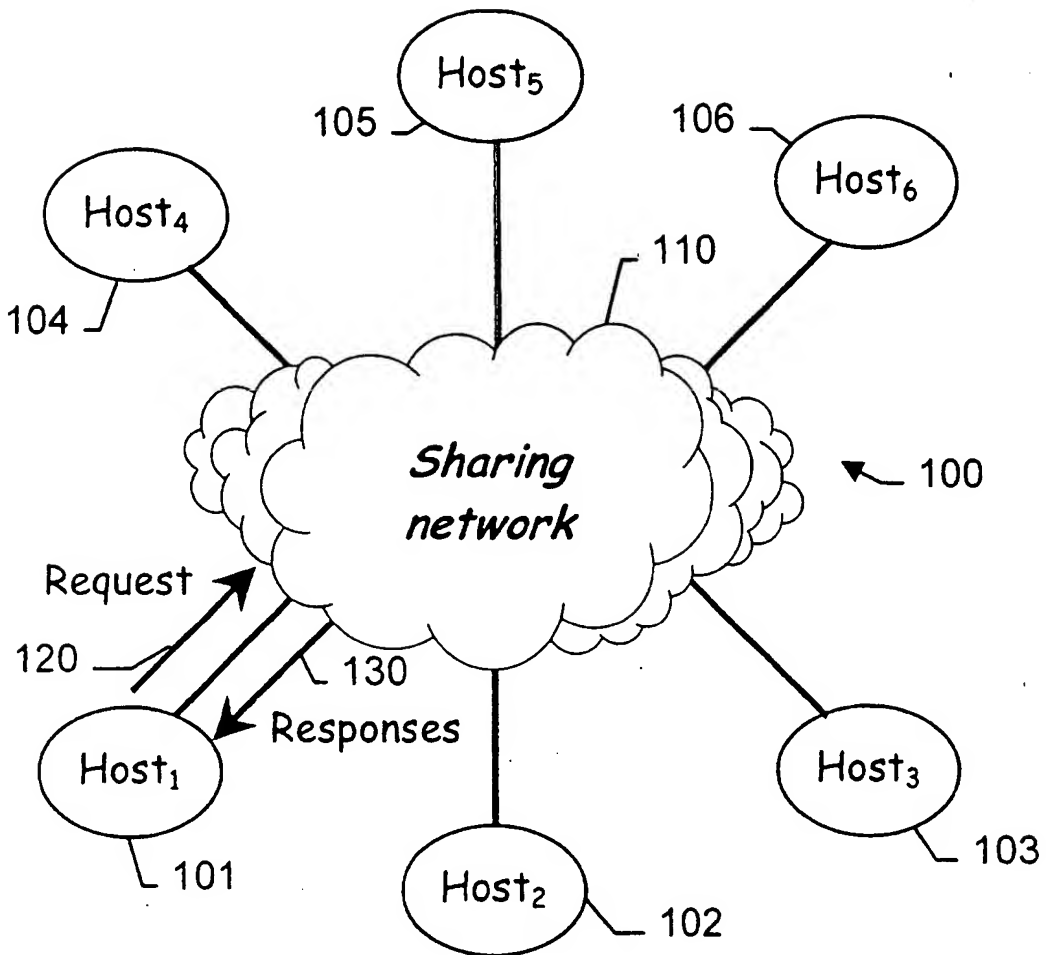 Host₅
105
106
Host₆
Host₄
110
104
Sharing
network
100
Request
120
130
Responses
Host₁
Host₃
101
103
Host₂
102